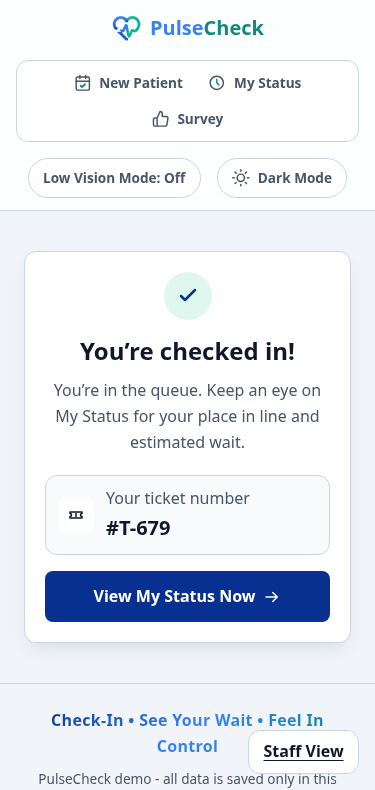 PulseCheck
New Patient
My Status
Survey
Low Vision Mode: Off
Dark Mode
You’re checked in!
You’re in the queue. Keep an eye on
My Status for your place in line and
estimated wait.
Your ticket number
#T-679
View My Status Now →
Check-In • See Your Wait • Feel In
Control
Staff View
PulseCheck demo - all data is saved only in this